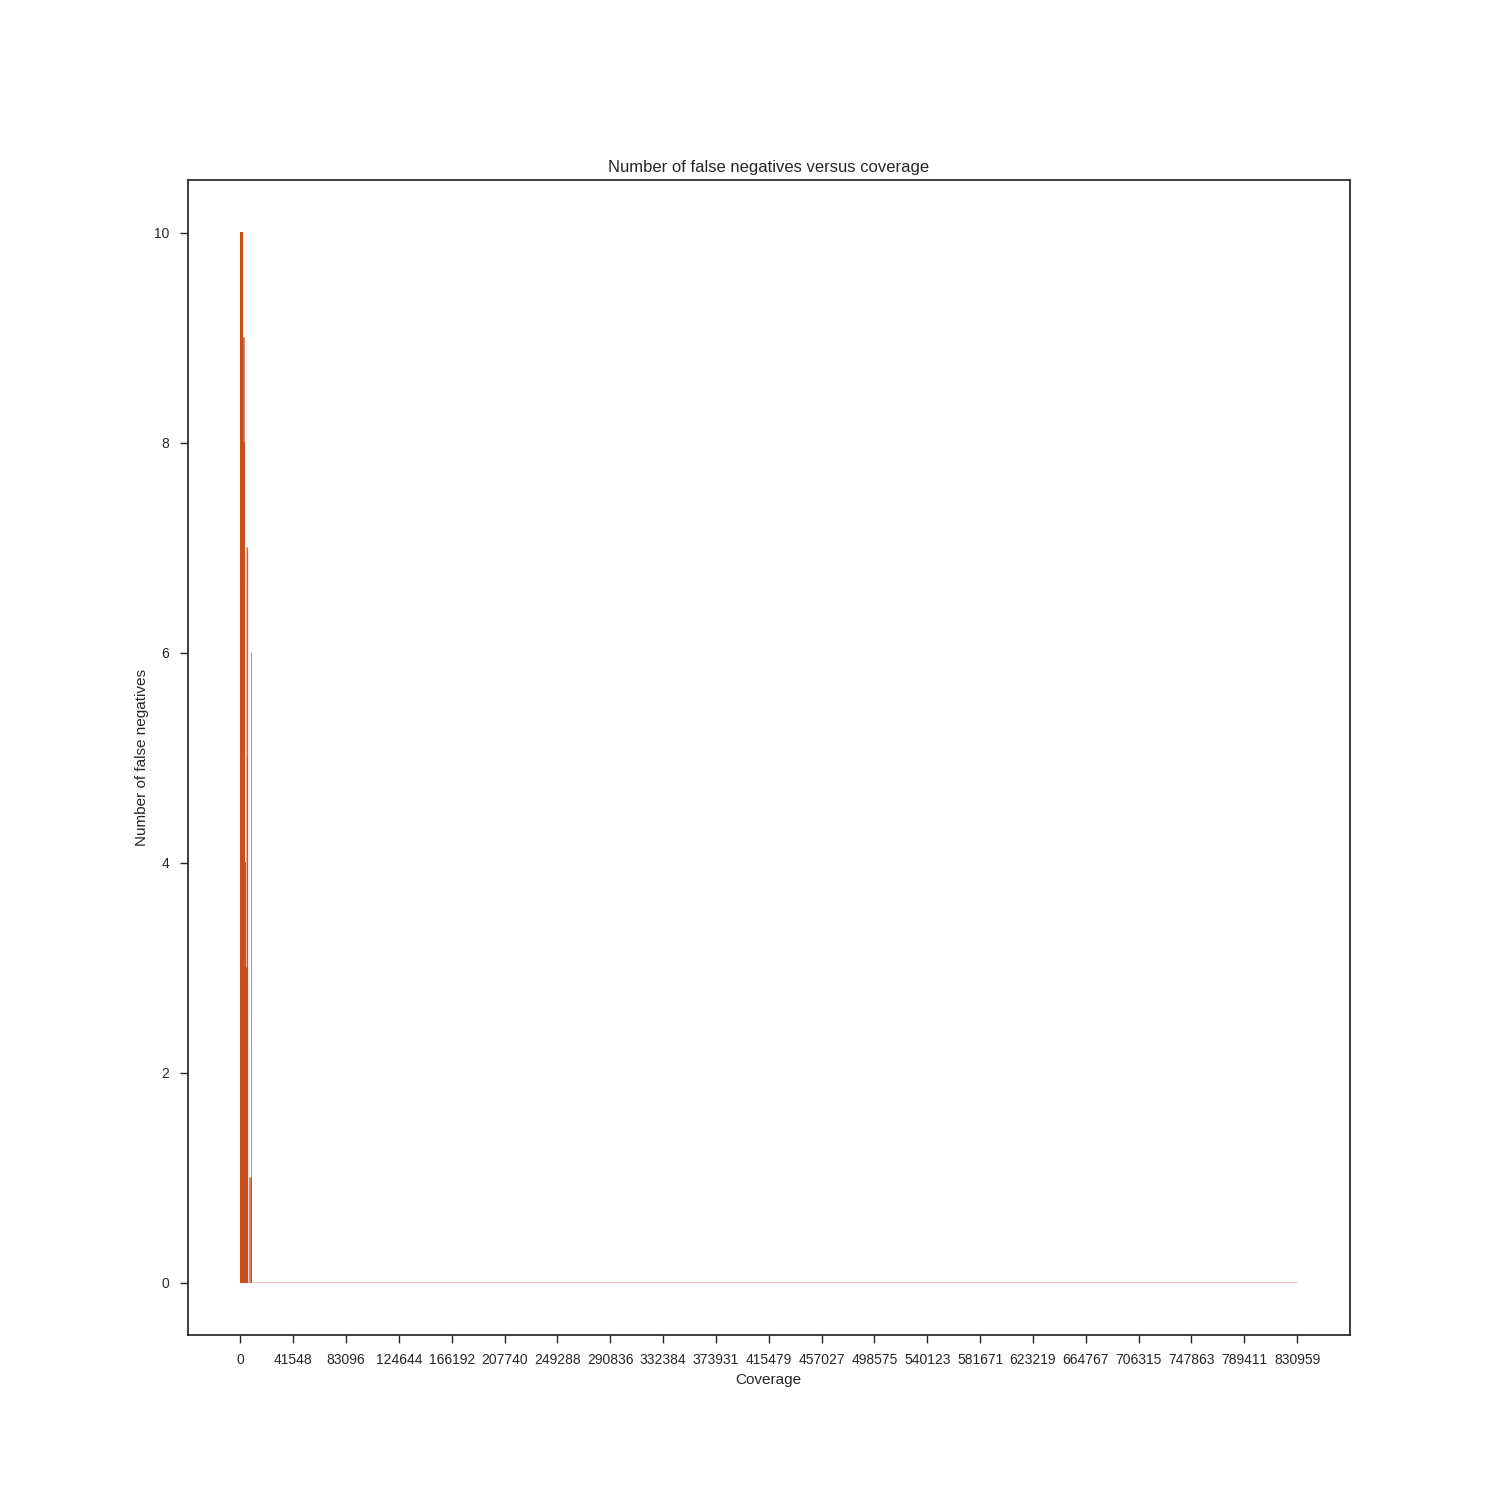 Number of false negatives versus coverage
10
8
6
4
2
0
Number of false negatives
0 41548 83096 124644 166192 207740 249288 290836 332384 373931 415479 457027 498575 540123 581671 623219 664767 706315 747863 789411 830959
Coverage